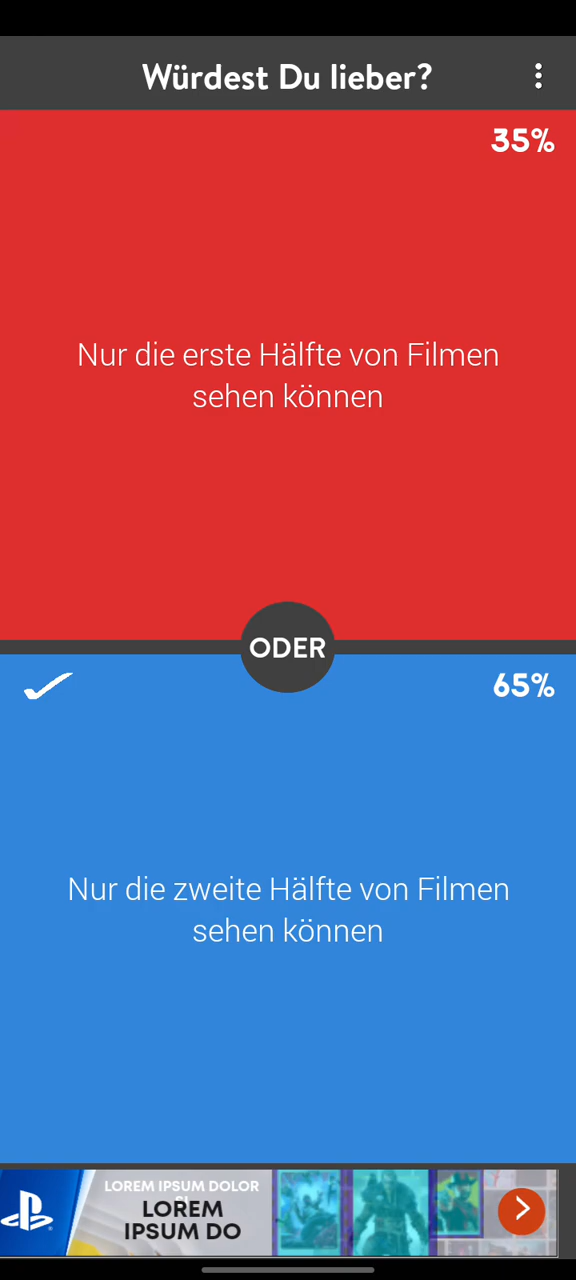 Würdest Du lieber?
35%
Nur die erste Hälfte von Filmen
sehen können
ODER
65%
Nur die zweite Hälfte von Filmen
sehen können
LOREM IPSUM DOLOR
LOREM
IPSUM DO